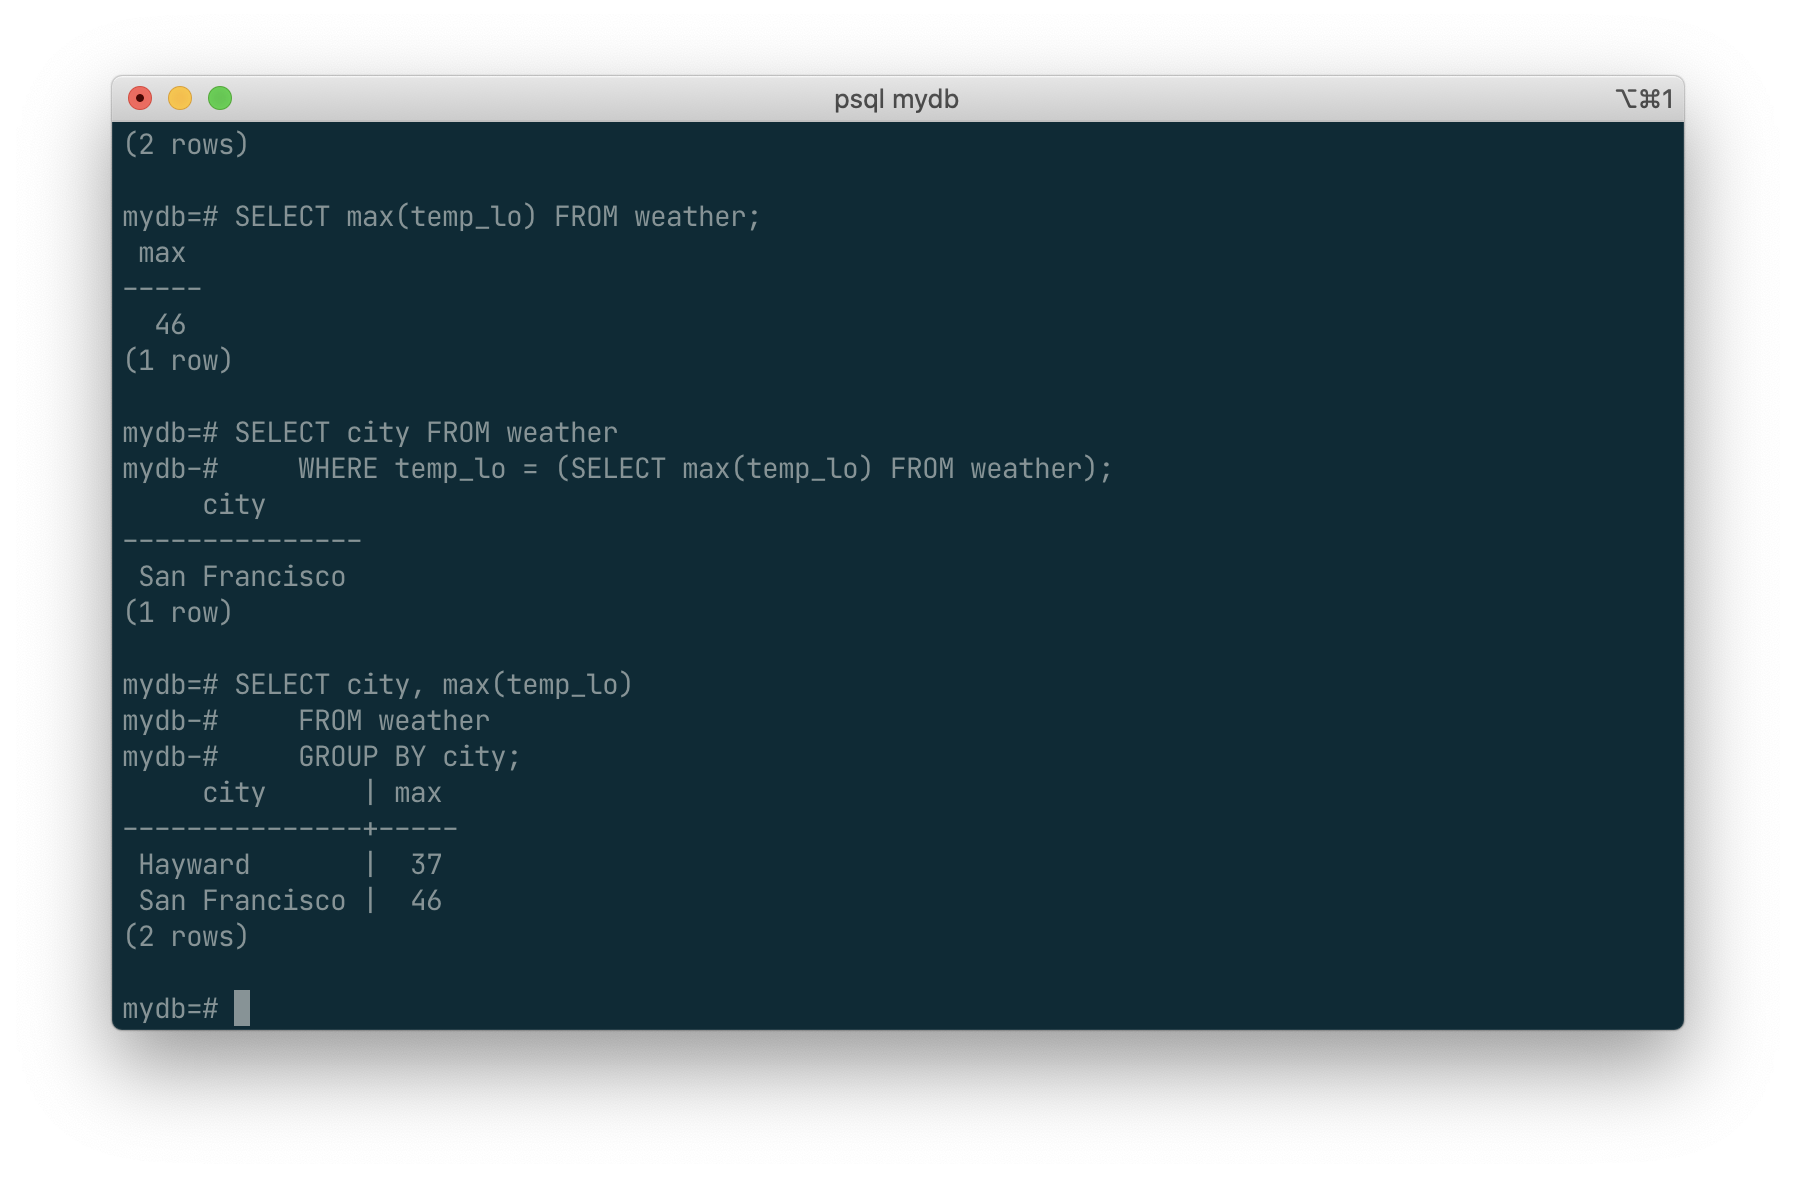 psql mydb
⌥⌘1
(2 rows)

mydb=# SELECT max(temp_lo) FROM weather;
 max
-----
  46
(1 row)

mydb=# SELECT city FROM weather
mydb-#     WHERE temp_lo = (SELECT max(temp_lo) FROM weather);
     city
---------------
 San Francisco
(1 row)

mydb=# SELECT city, max(temp_lo)
mydb-#     FROM weather
mydb-#     GROUP BY city;
     city      | max
---------------+-----
 Hayward       |  37
 San Francisco |  46
(2 rows)

mydb=#